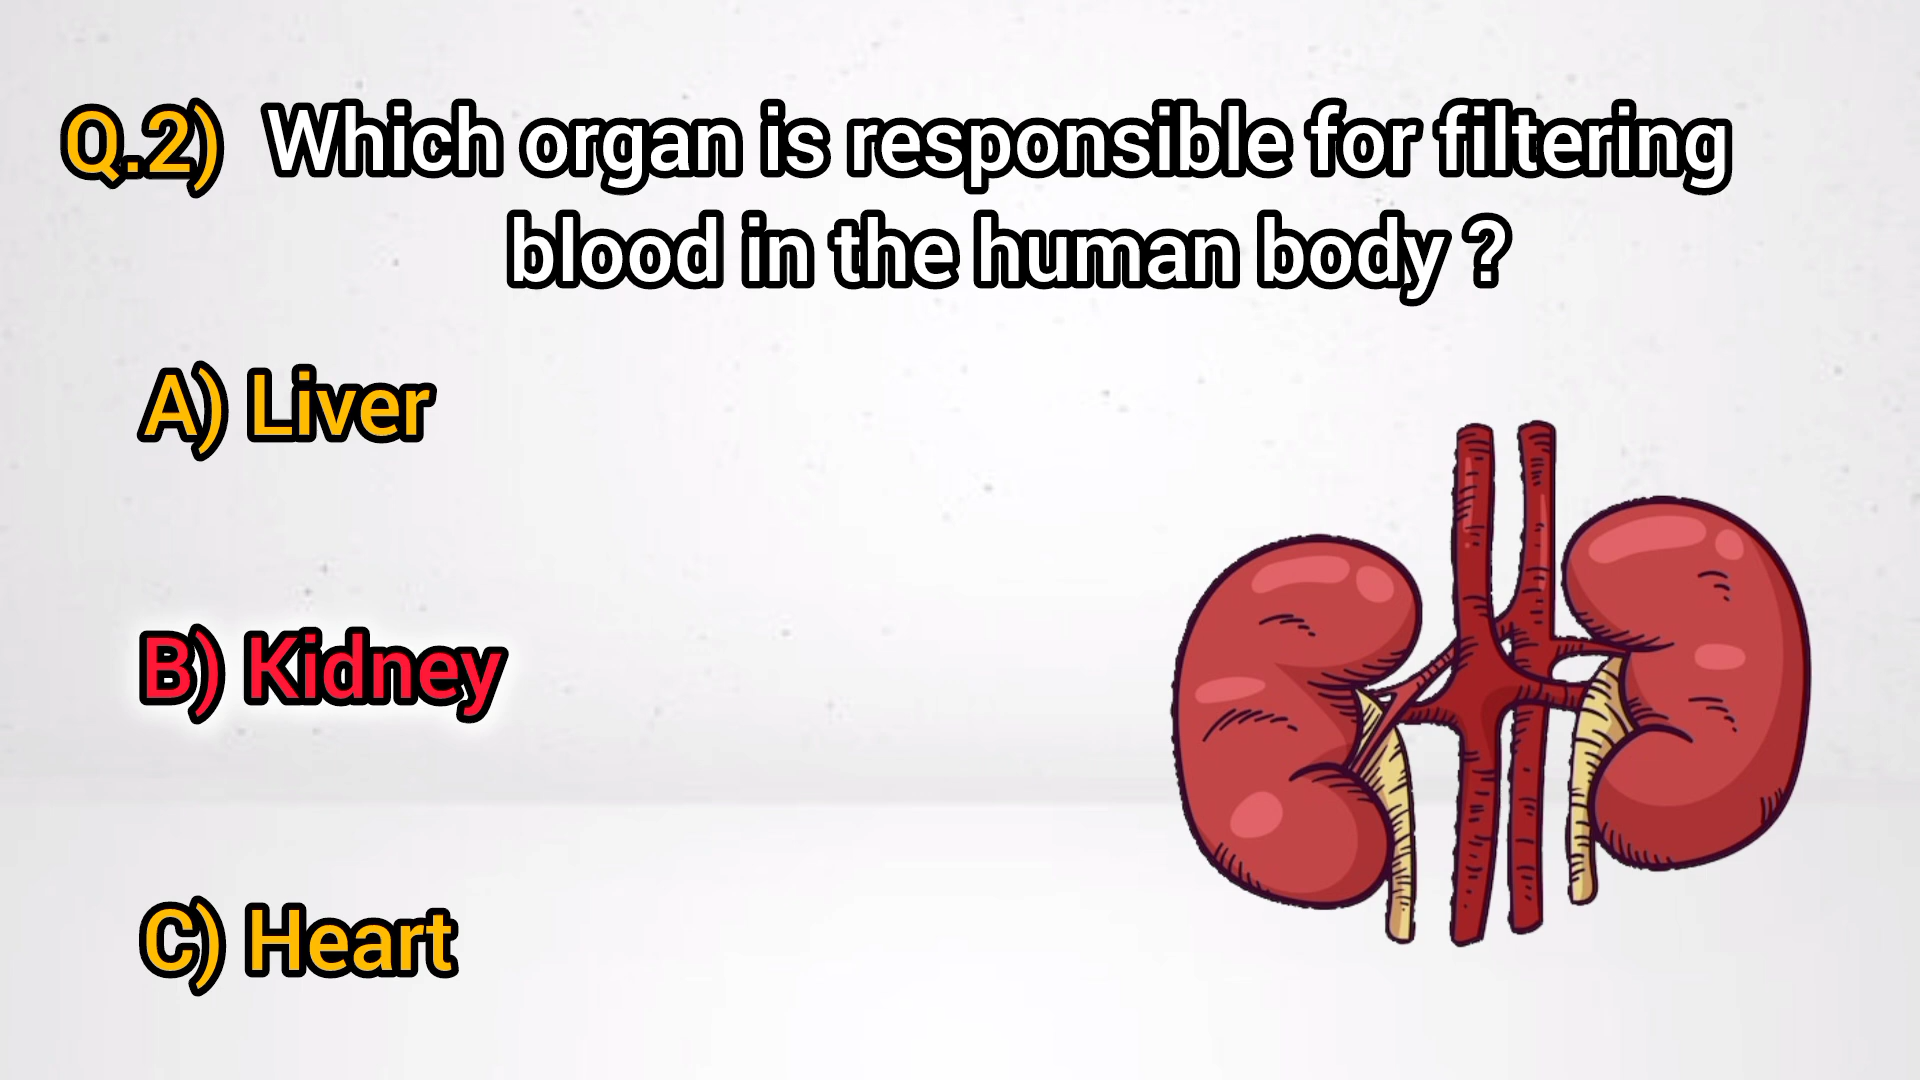 Q.2) Which organ is responsible for filtering
blood in the human body ?
A) Liver
B) Kidney
C) Heart